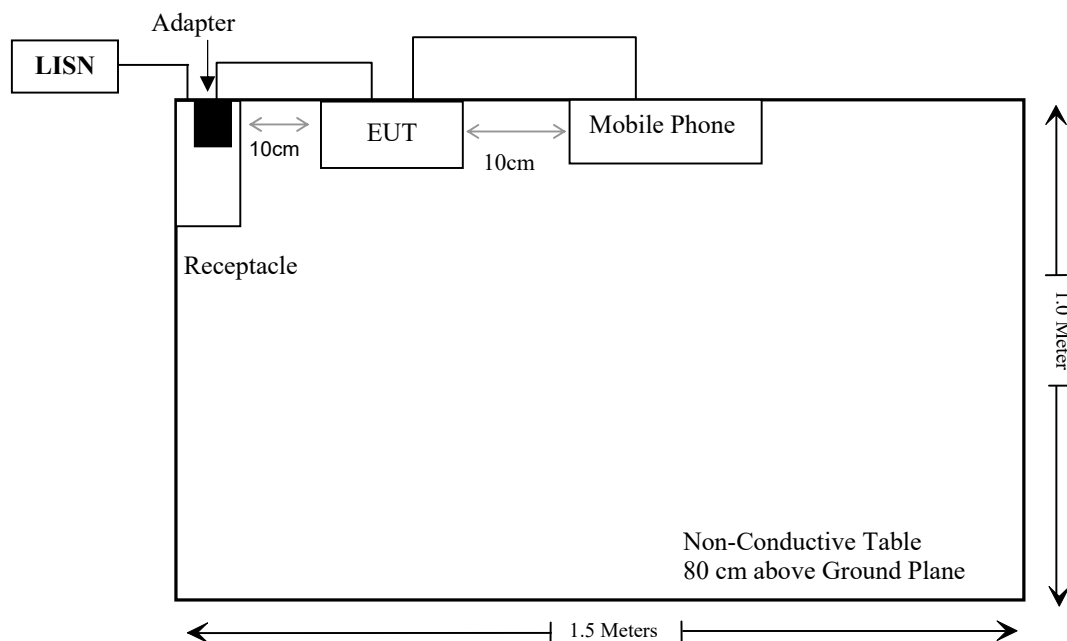 Adapter
LISN
EUT
Mobile Phone
10cm
10cm
Receptacle
1.0 Meter
Non-Conductive Table
80 cm above Ground Plane
1.5 Meters